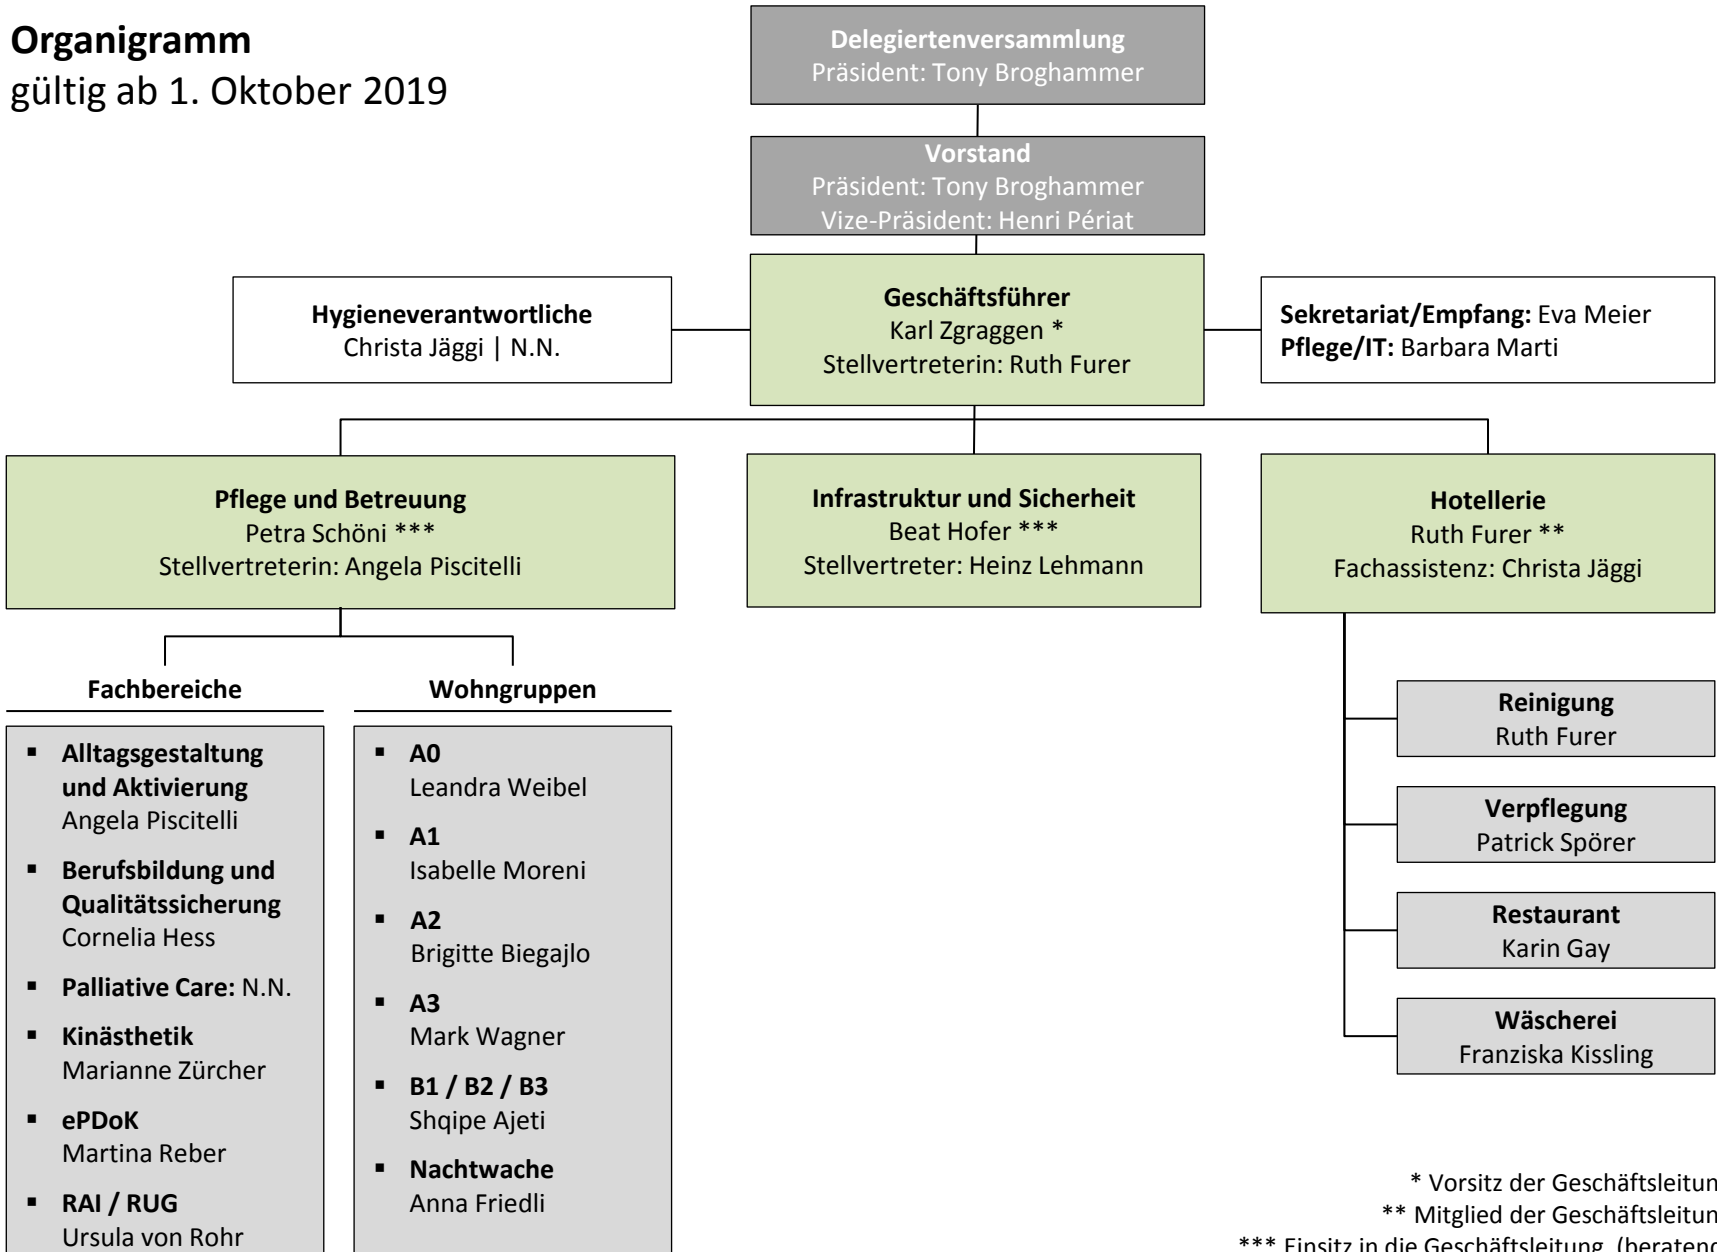 Organigramm
gültig ab 1. Oktober 2019
Delegiertenversammlung
Präsident: Tony Broghammer
Vorstand
Präsident: Tony Broghammer
Vize-Präsident: Henri Périat
Hygieneverantwortliche
Christa Jäggi | N.N.
Geschäftsführer
Karl Zgraggen *
Stellvertreterin: Ruth Furer
Sekretariat/Empfang: Eva Meier
Pflege/IT: Barbara Marti
Pflege und Betreuung
Petra Schöni ***
Stellvertreterin: Angela Piscitelli
Infrastruktur und Sicherheit
Beat Hofer ***
Stellvertreter: Heinz Lehmann
Hotellerie
Ruth Furer **
Fachassistenz: Christa Jäggi
Fachbereiche
▪ Alltagsgestaltung
und Aktivierung
Angela Piscitelli
▪ Berufsbildung und
Qualitätssicherung
Cornelia Hess
▪ Palliative Care: N.N.
▪ Kinästhetik
Marianne Zürcher
▪ ePDoK
Martina Reber
▪ RAI / RUG
Ursula von Rohr
Wohngruppen
▪ A0
Leandra Weibel
▪ A1
Isabelle Moreni
▪ A2
Brigitte Biegajlo
▪ A3
Mark Wagner
▪ B1 / B2 / B3
Shqipe Ajeti
▪ Nachtwache
Anna Friedli
Reinigung
Ruth Furer
Verpflegung
Patrick Spörer
Restaurant
Karin Gay
Wäscherei
Franziska Kissling
* Vorsitz der Geschäftsleitun
** Mitglied der Geschäftsleitun
*** Einsitz in die Geschäftsleitung (beratend